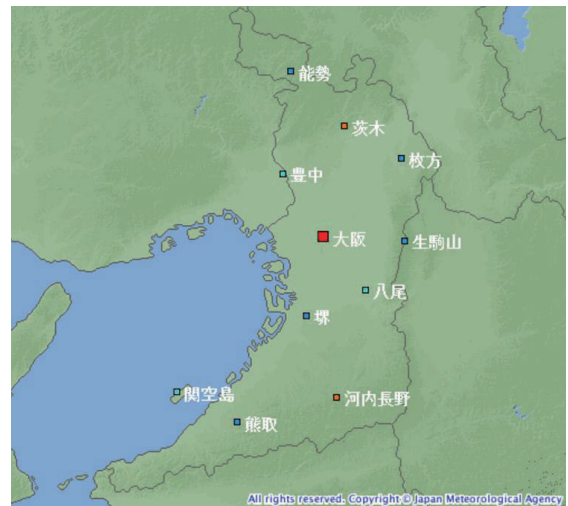 能勢
茨木
枚方
豊中
大阪
生駒山
八尾
堺
関空島
河内長野
熊取
All rights reserved. Copyright © Japan Meteorological Agency